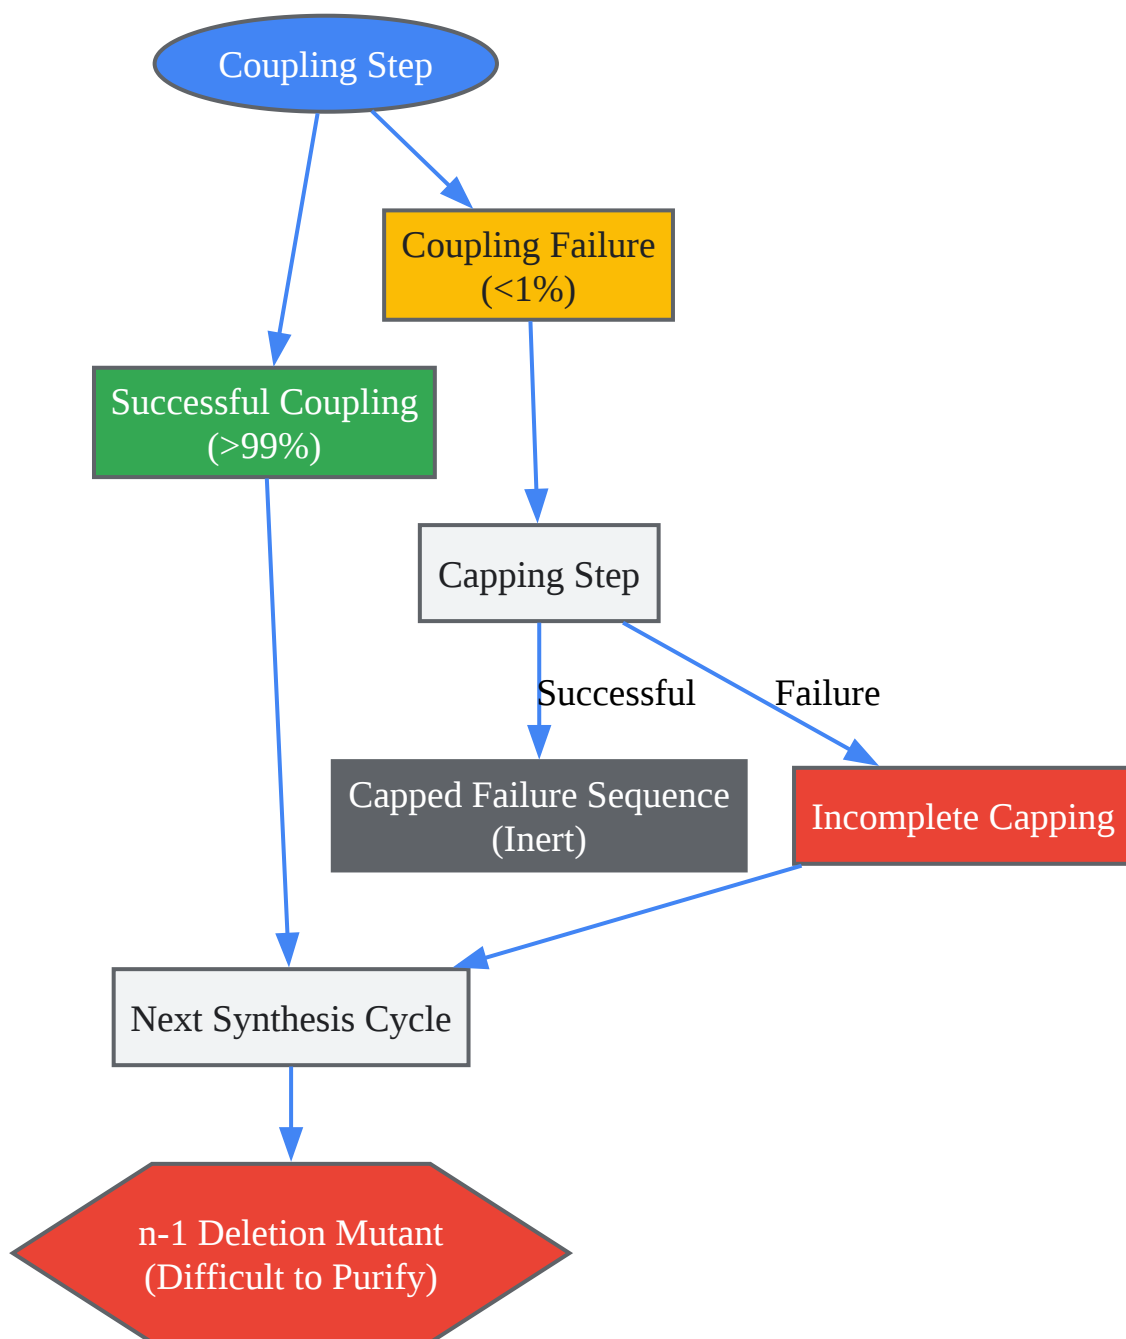 Coupling Step
Coupling Failure
(<1%)
Successful Coupling
(>99%)
Capping Step
Successful
Failure
Capped Failure Sequence
(Inert)
Incomplete Capping
Next Synthesis Cycle
n-1 Deletion Mutant
(Difficult to Purify)